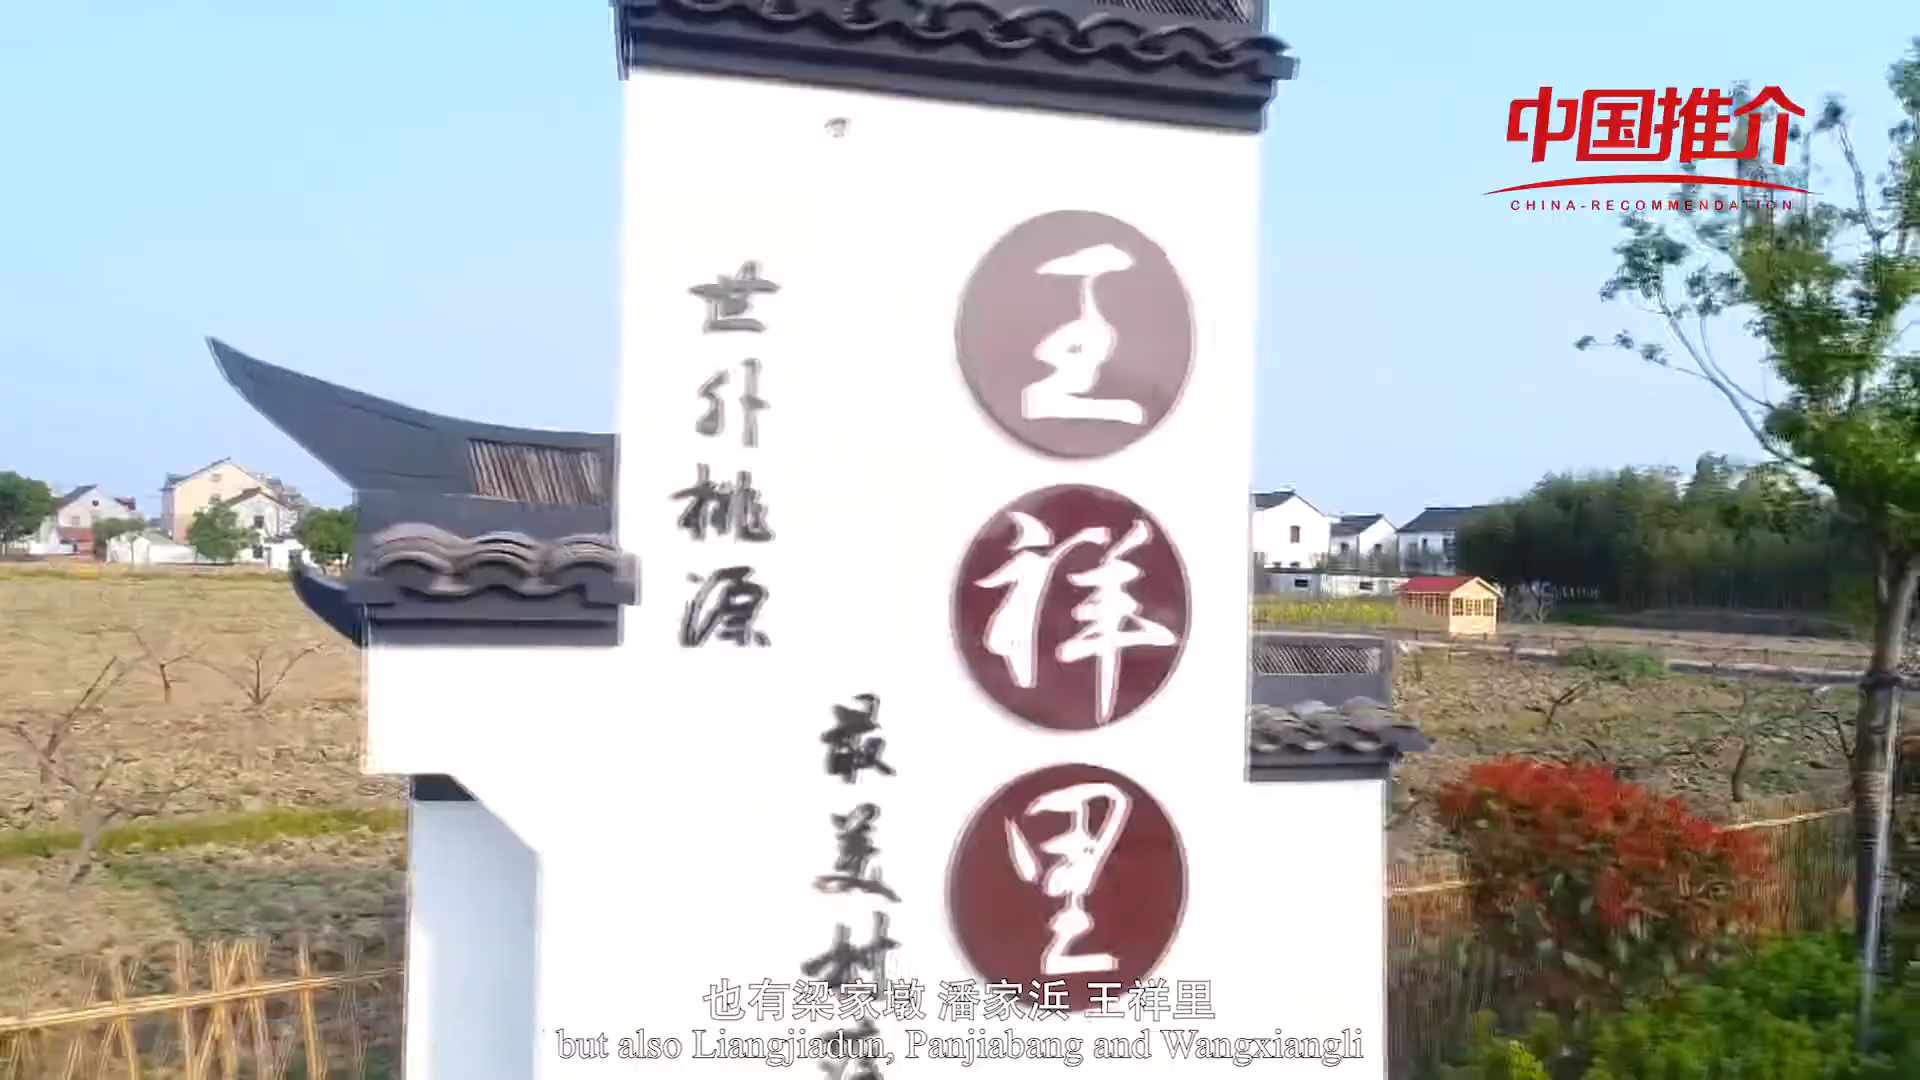 中国推介
CHINA-RECOMMENDATION
王祥里
世外桃源
最美村
也有梁家墩 潘家浜 王祥里
but also Liangjiadun, Panjiabang and Wangxiangli